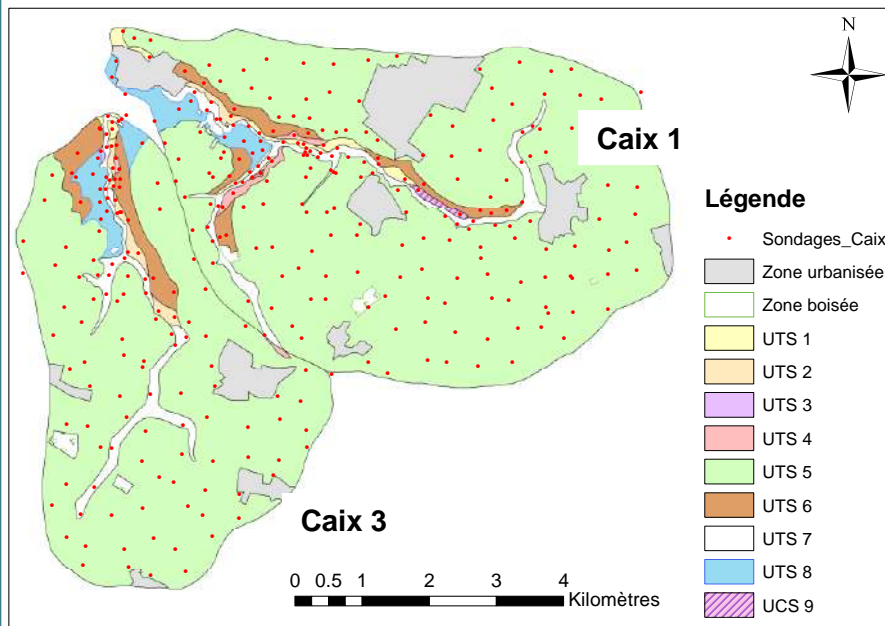 N
Caix 1
Légende
Sondages_Caix
Zone urbanisée
Zone boisée
UTS 1
UTS 2
UTS 3
UTS 4
UTS 5
UTS 6
UTS 7
UTS 8
UCS 9
Caix 3
0 0.5 1 2 3 4
Kilomètres